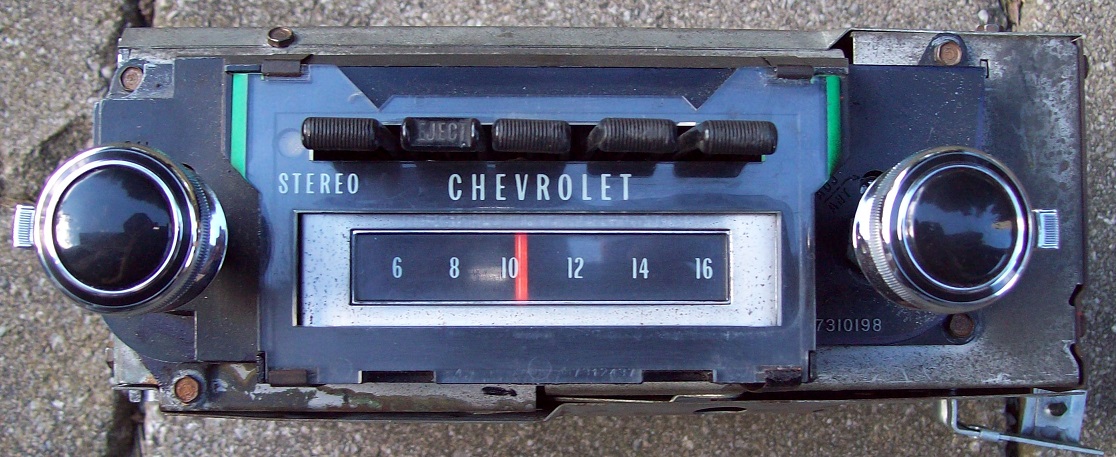 EJECT
STEREO CHEVROLET
6 8 10 12 14 16
7310198